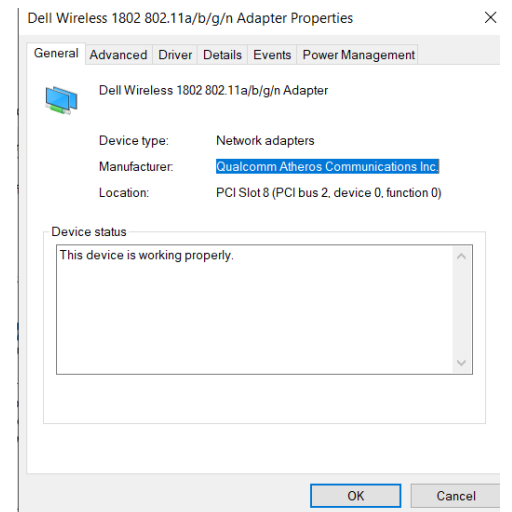 Dell Wireless 1802 802.11a/b/g/n Adapter Properties
General Advanced Driver Details Events Power Management
Dell Wireless 1802 802.11a/b/g/n Adapter
Device type: Network adapters
Manufacturer: Qualcomm Atheros Communications Inc.
Location: PCI Slot 8 (PCI bus 2, device 0, function 0)
Device status
This device is working properly.
OK Cancel